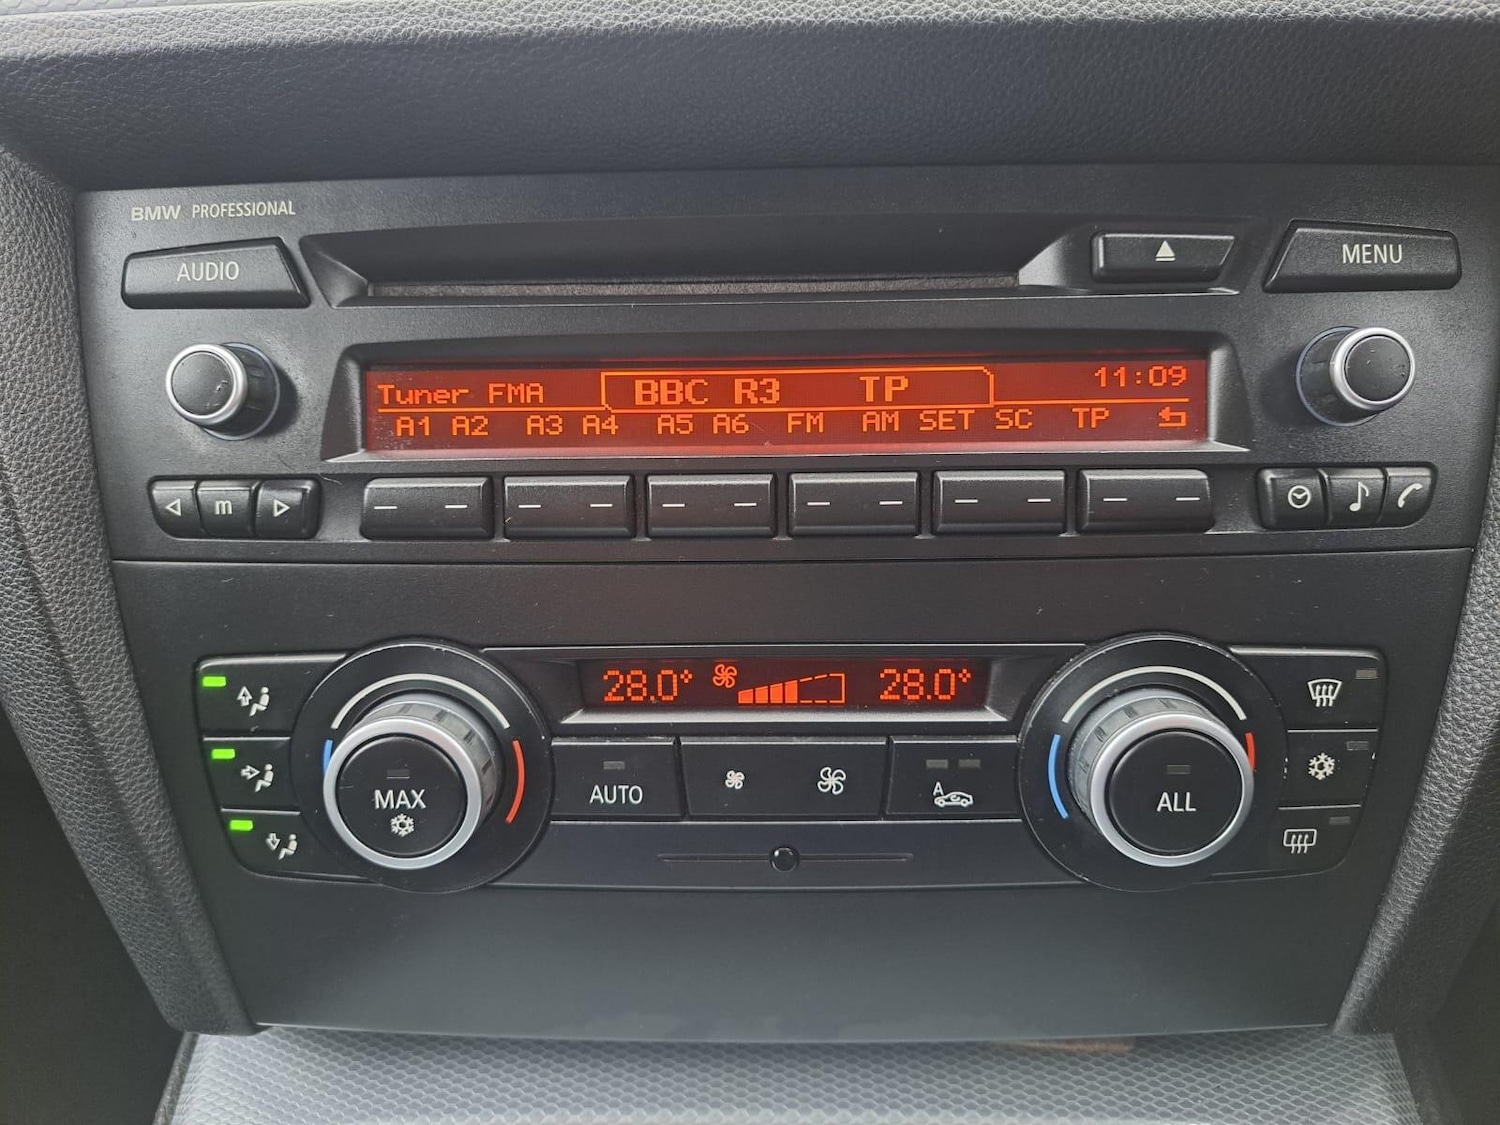 BMW PROFESSIONAL
AUDIO
MENU
Tuner FMA BBC R3 TP 11:09
A1 A2 A3 A4 A5 A6 FM AM SET SC TP
m
28.0° 28.0°
MAX
AUTO
A
ALL